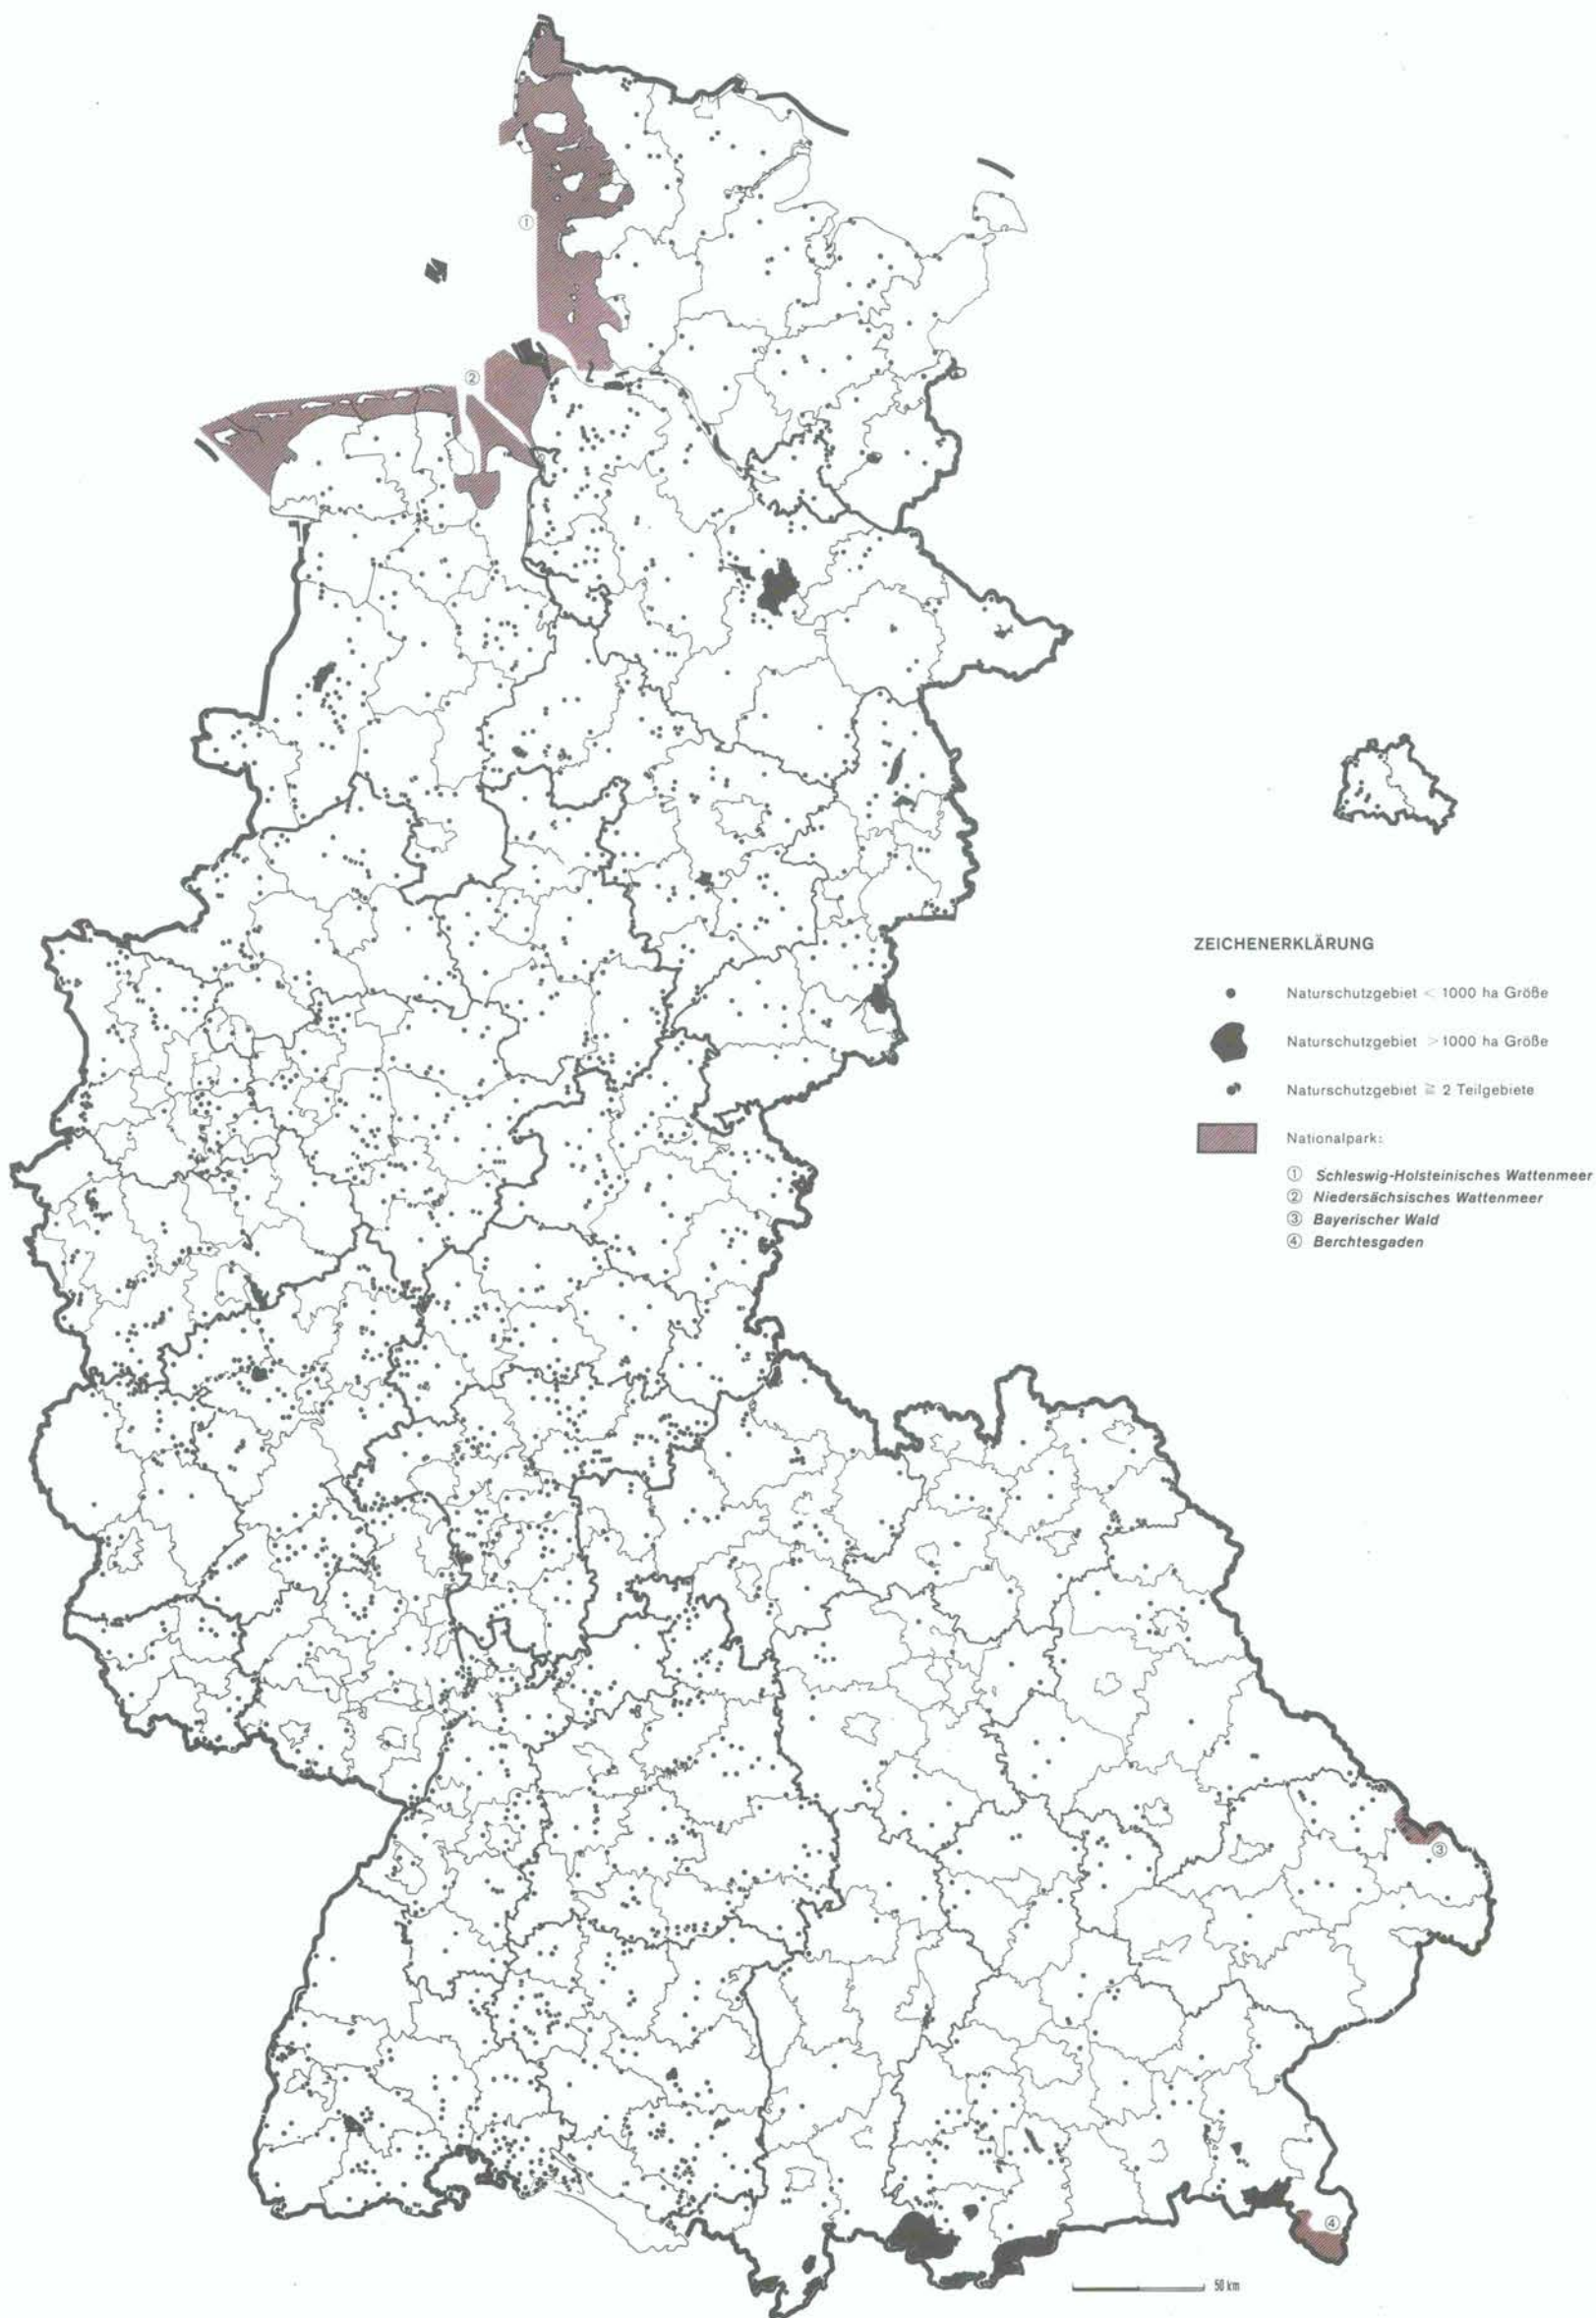 ①
②
ZEICHENERKLÄRUNG
Naturschutzgebiet < 1000 ha Größe
Naturschutzgebiet > 1000 ha Größe
Naturschutzgebiet ≧ 2 Teilgebiete
Nationalpark:
① Schleswig-Holsteinisches Wattenmeer
② Niedersächsisches Wattenmeer
③ Bayerischer Wald
④ Berchtesgaden
③
④
50 km